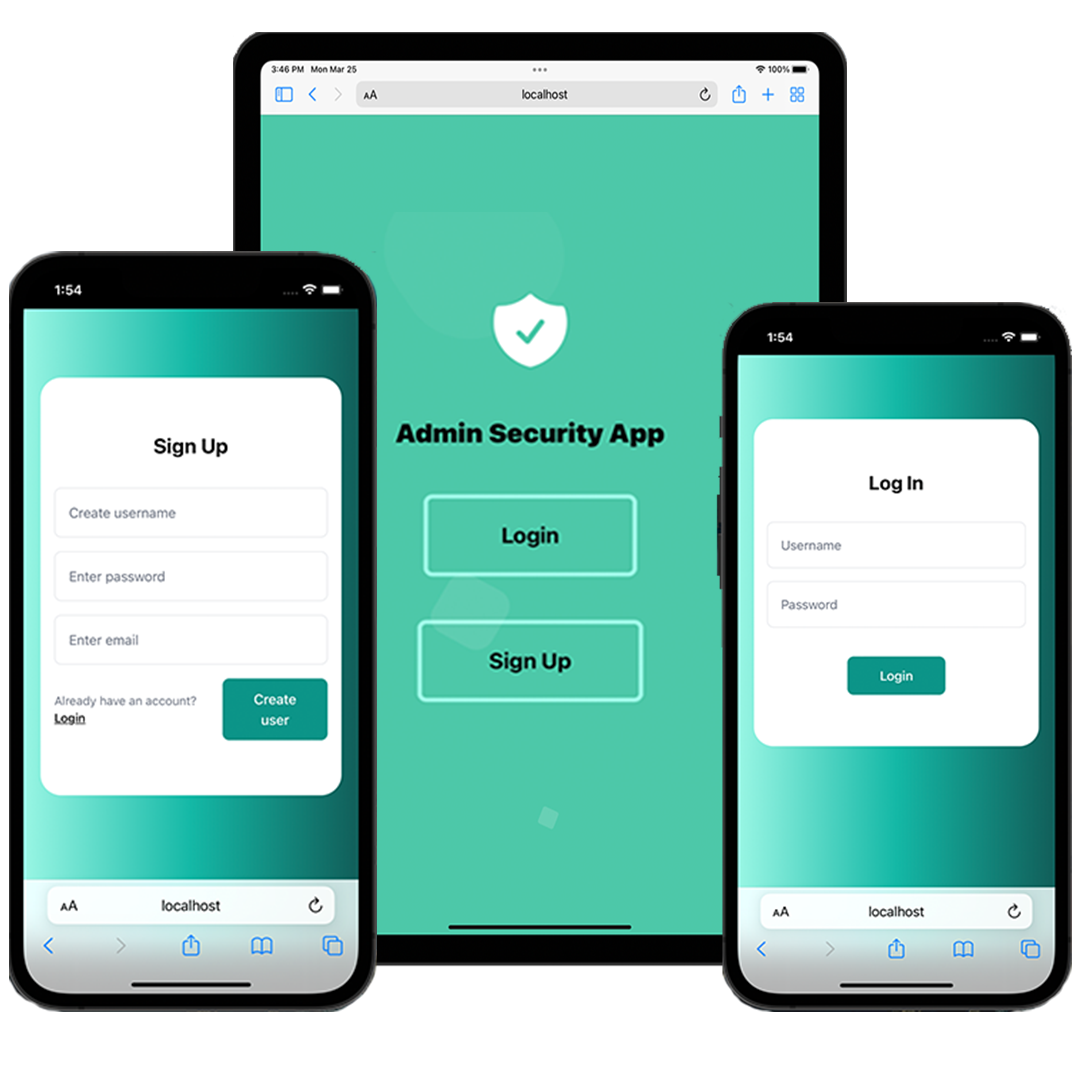 3:46 PM Mon Mar 25
100%
AA localhost
Admin Security App
Login
Sign Up
1:54
Sign Up
Create username
Enter password
Enter email
Already have an account?
Login
Create
user
AA localhost
1:54
Log In
Username
Password
Login
AA localhost